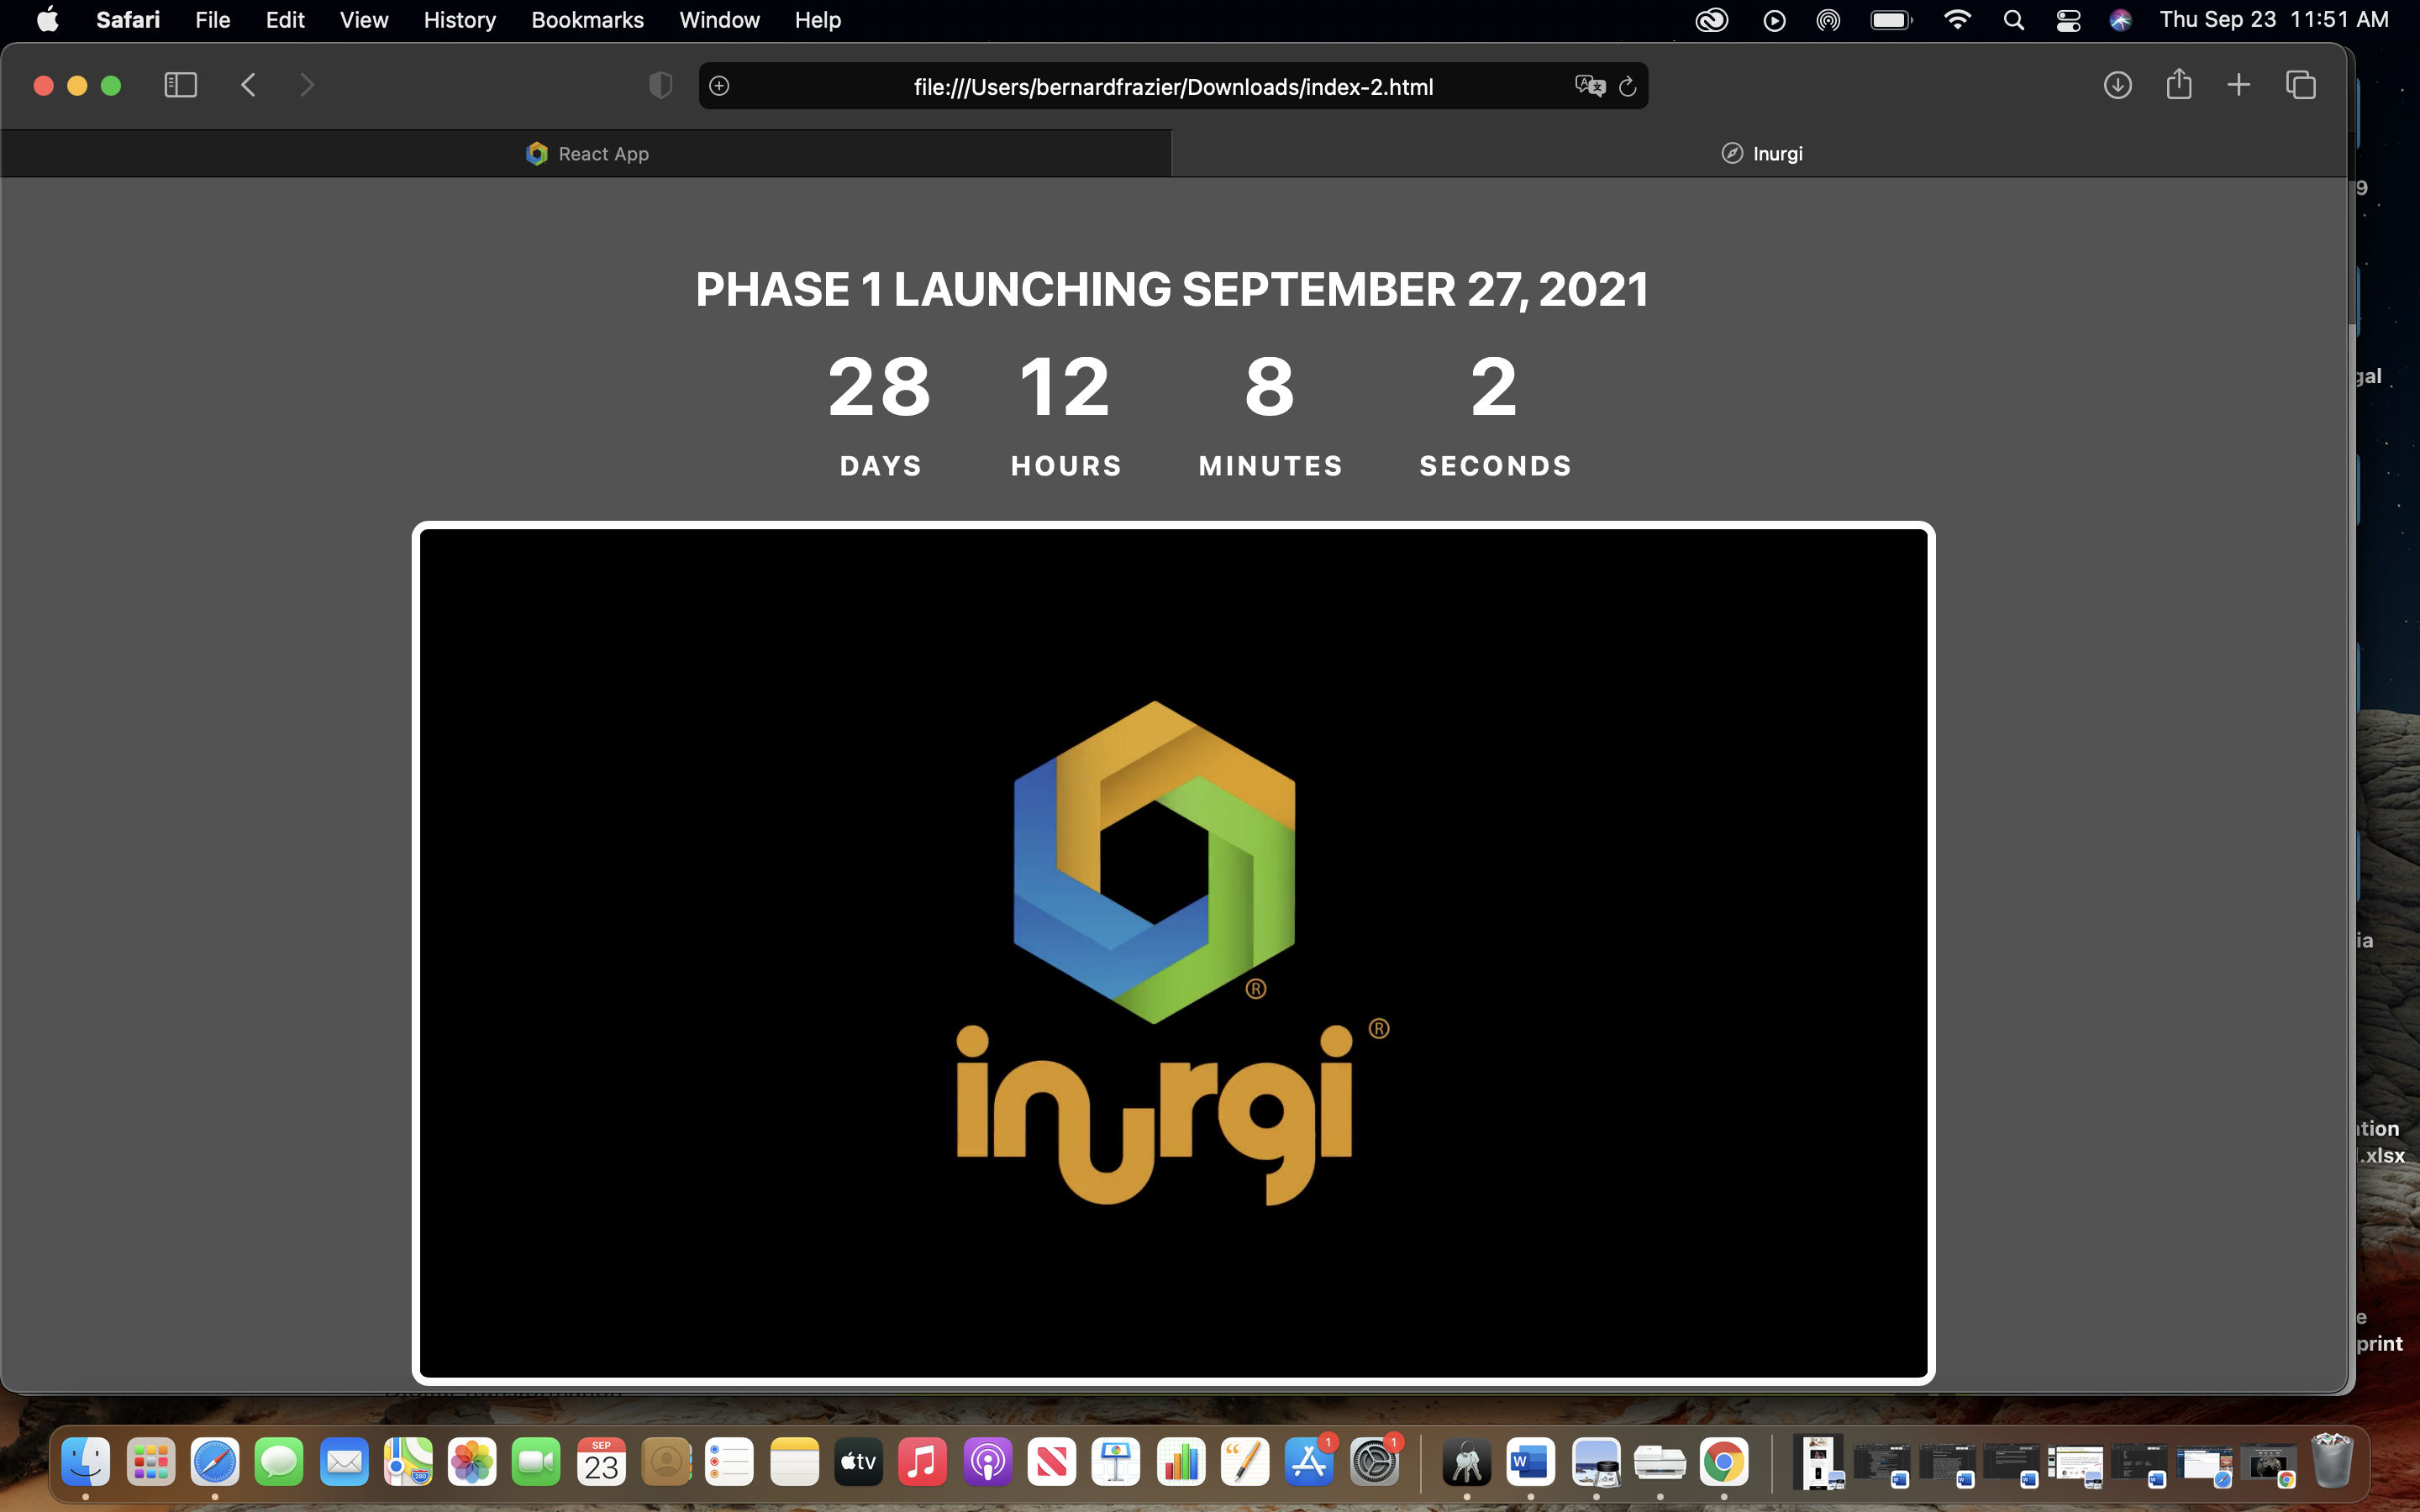 Safari File Edit View History Bookmarks Window Help Thu Sep 23 11:51 AM
file:///Users/bernardfrazier/Downloads/index-2.html
React App Inurgi
PHASE 1 LAUNCHING SEPTEMBER 27, 2021
28 12 8 2
DAYS HOURS MINUTES SECONDS
®
inurgi ®
9
gal
ia
.xlsx
e
print
SEP
23
280
tv
1
1
W